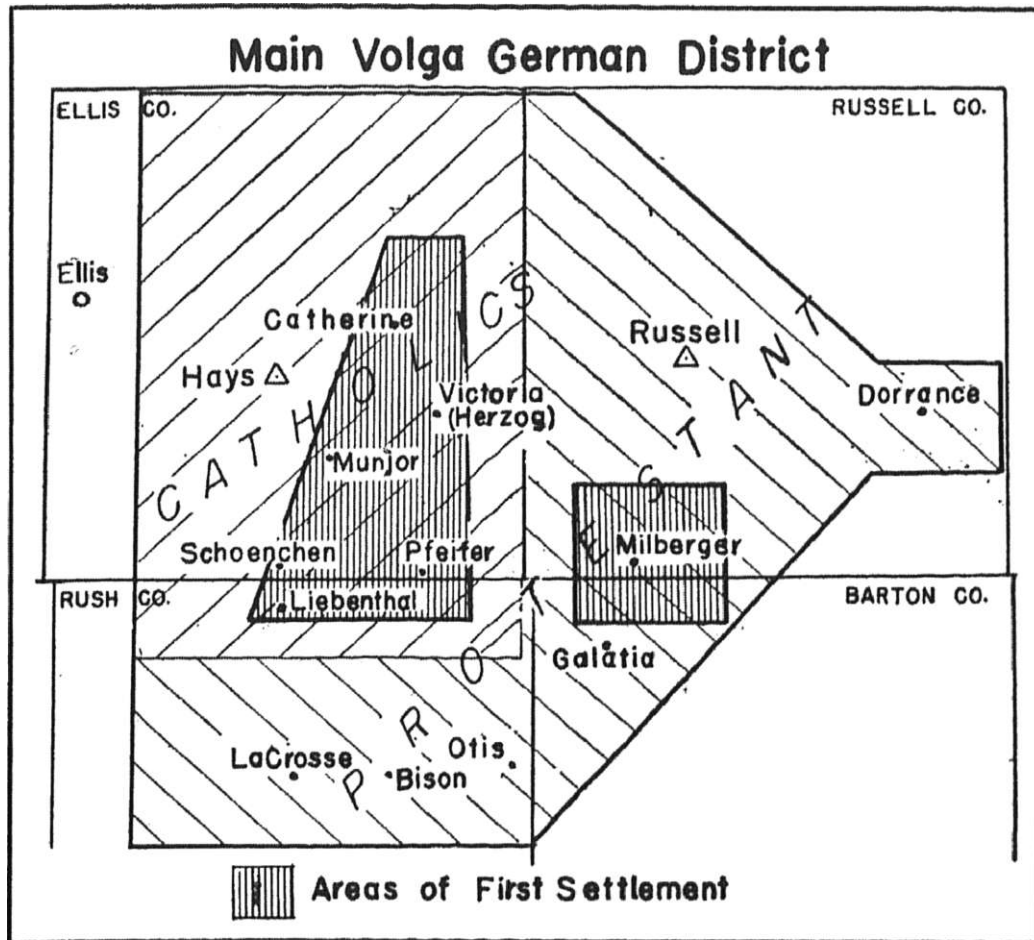 Main Volga German District
ELLIS CO.
RUSSELL CO.
Ellis
Catherine
Russell
Hays
Victoria
(Herzog)
Dorrance
Munjor
CATHOLICS
Schoenchen
Pfeifer
Milberger
RUSH CO.
Liebenthal
BARTON CO.
Galatia
PROTESTANT
LaCrosse
Bison
Otis
Areas of First Settlement